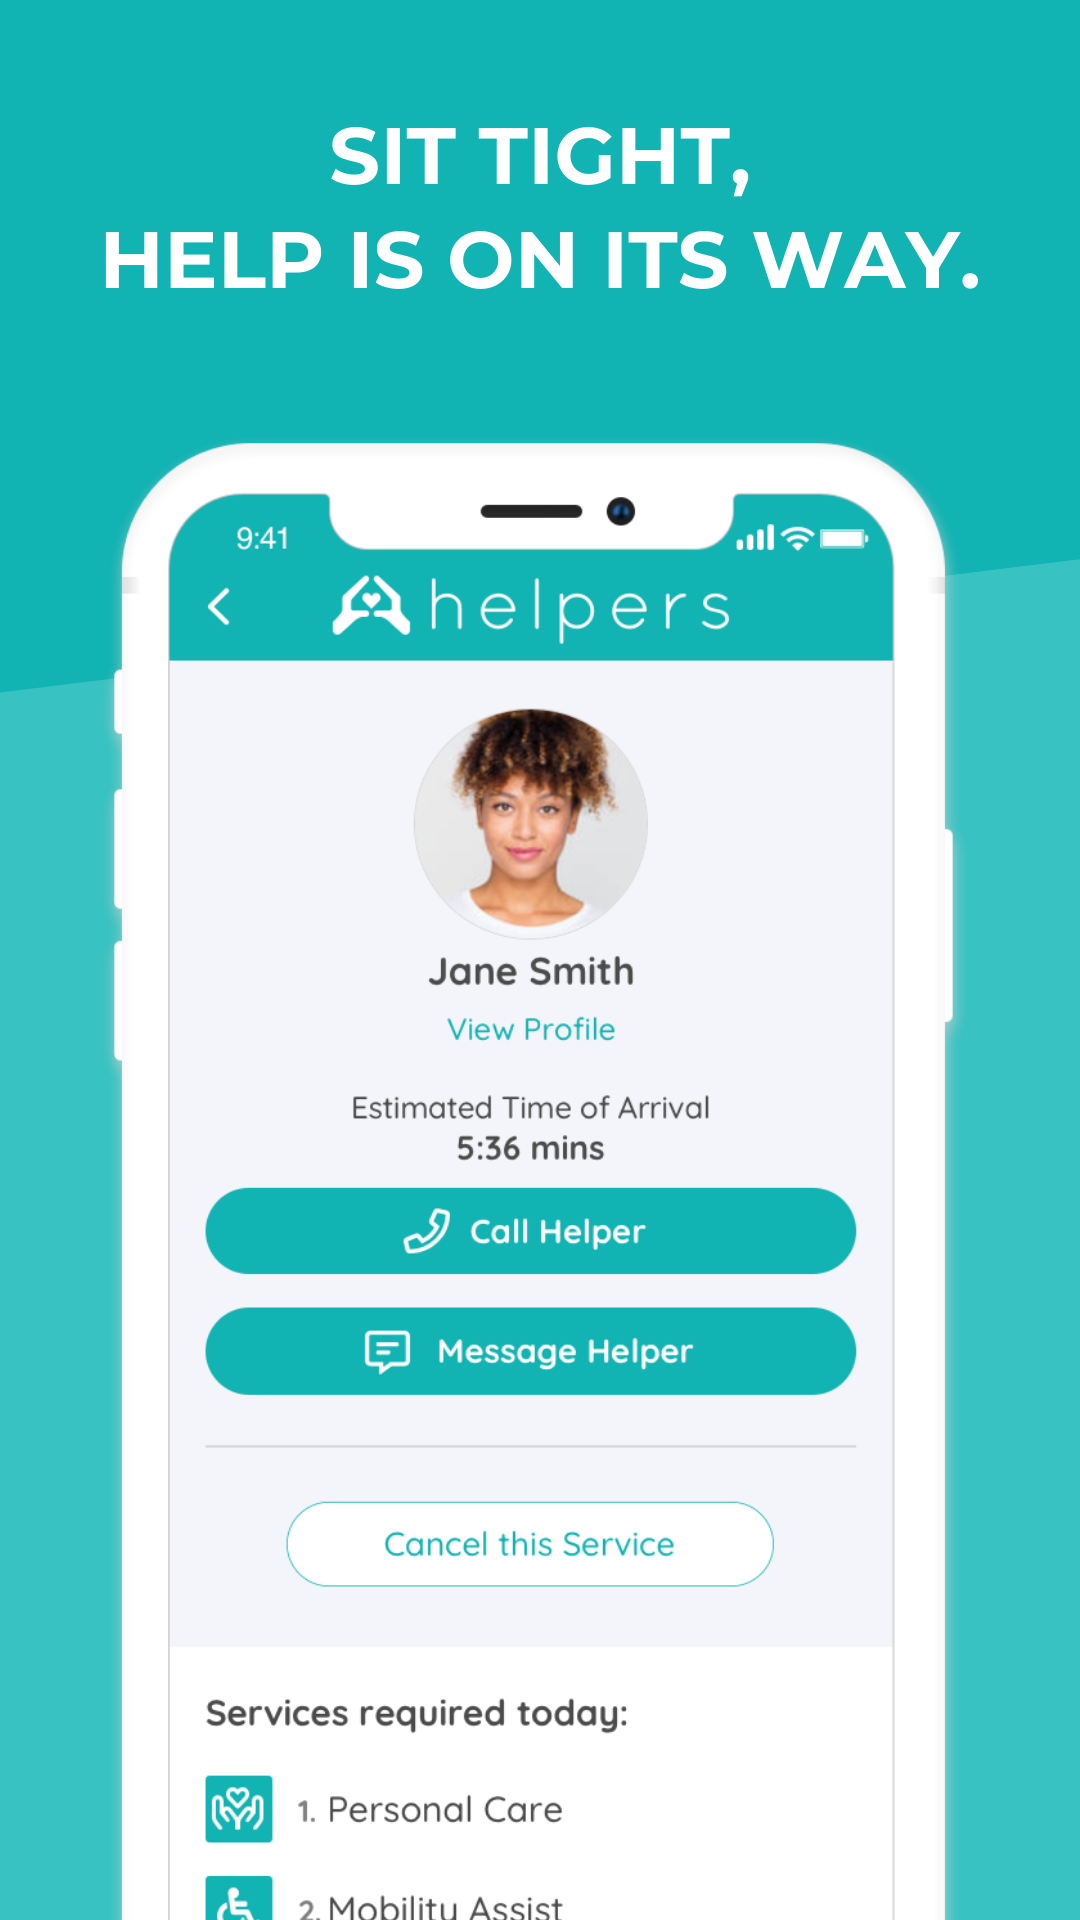 SIT TIGHT,
HELP IS ON ITS WAY.
9:41
helpers
Jane Smith
View Profile
Estimated Time of Arrival
5:36 mins
Call Helper
Message Helper
Cancel this Service
Services required today:
1. Personal Care
2. Mobility Assist